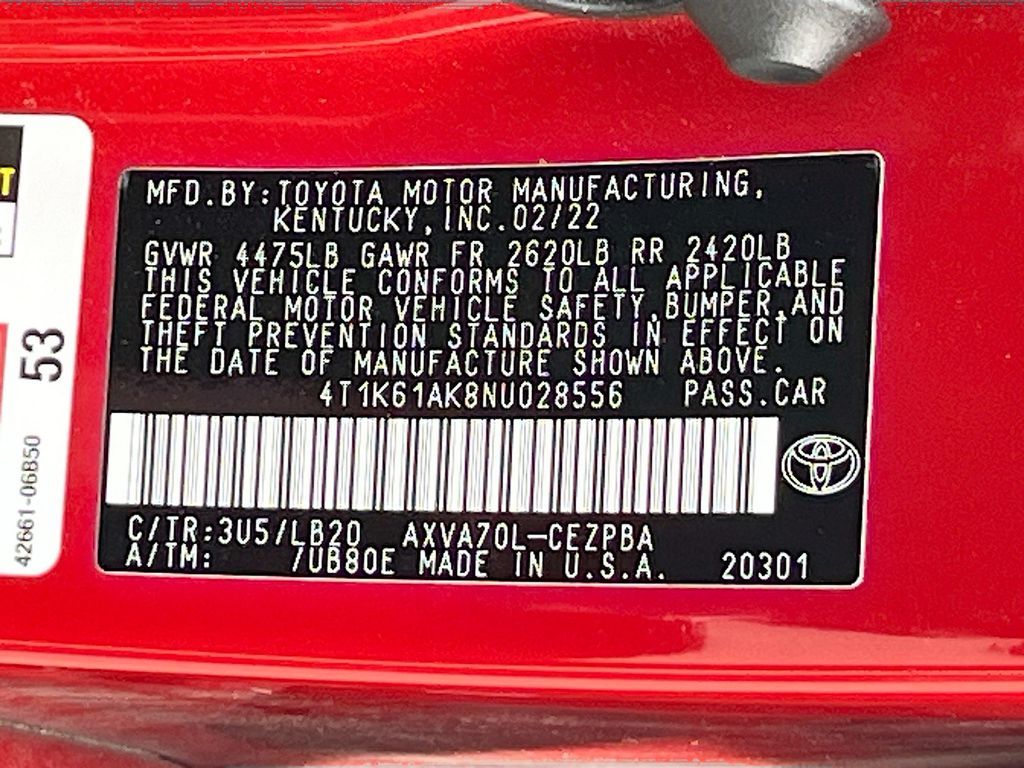 MFD.BY:TOYOTA MOTOR MANUFACTURING,
KENTUCKY,INC.02/22
GVWR 4475LB GAWR FR 2620LB RR 2420LB
THIS VEHICLE CONFORMS TO ALL APPLICABLE
FEDERAL MOTOR VEHICLE SAFETY,BUMPER,AND
THEFT PREVENTION STANDARDS IN EFFECT ON
THE DATE OF MANUFACTURE SHOWN ABOVE.
4T1K61AK8NU028556 PASS.CAR
C/TR:3U5/LB20 AXVA70L-CEZPBA
A/TM: /UB80E MADE IN U.S.A. 20301
T
53
42661-06B50